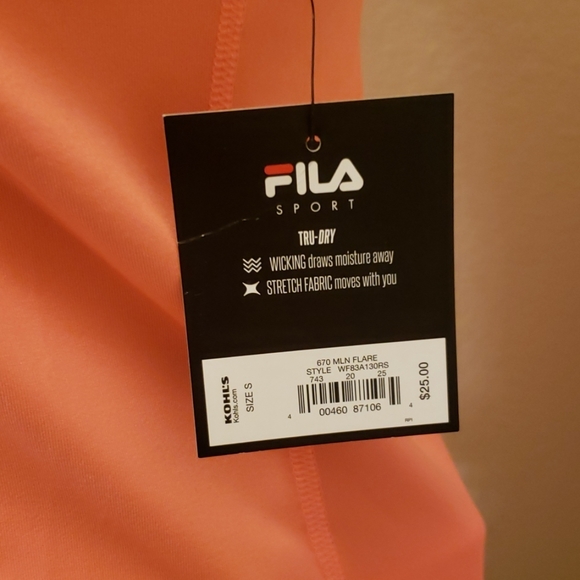 FILA
SPORT
TRU-DRY
WICKING draws moisture away
STRETCH FABRIC moves with you
670 MLN FLARE
STYLE WF83A130RS
743 20 25
4 00460 87106 4
KOHL'S
Kohls.com
SIZE S
$25.00